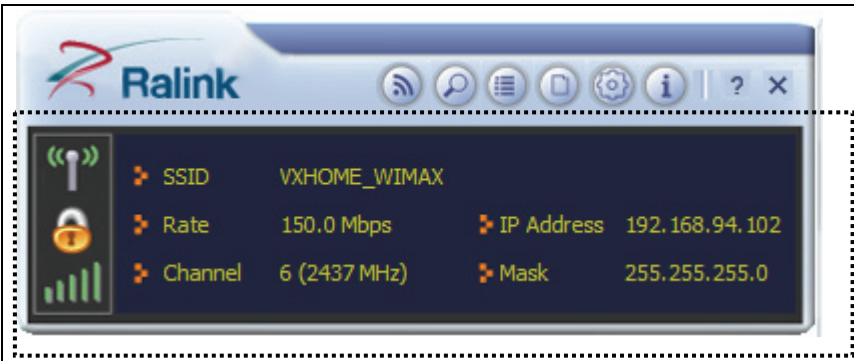 Ralink
i ? ×
SSID VXHOME_WIMAX
Rate 150.0 Mbps IP Address 192.168.94.102
Channel 6 (2437 MHz) Mask 255.255.255.0